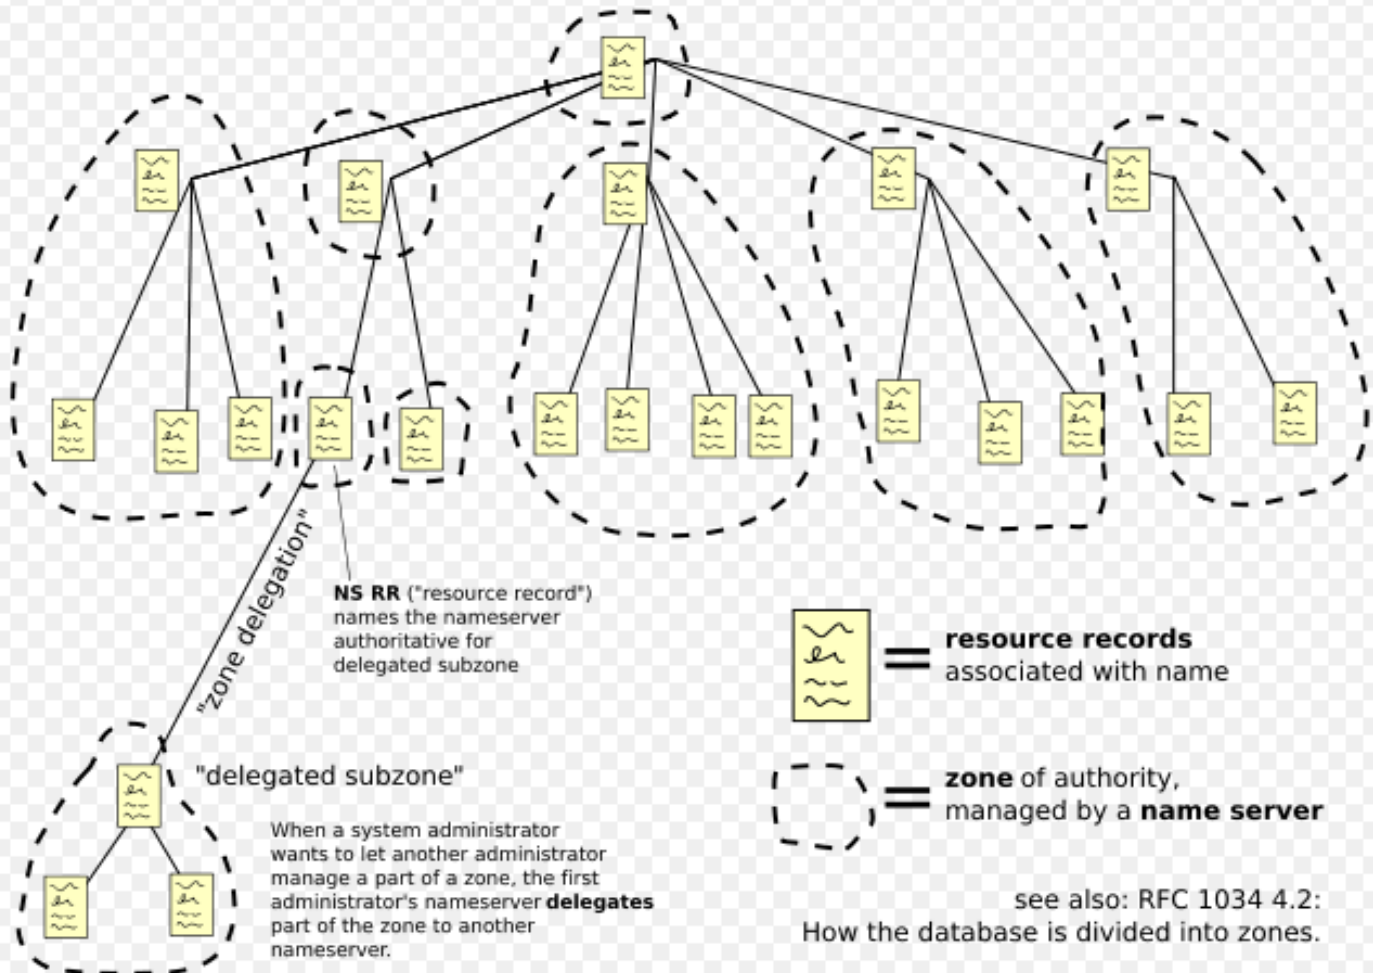 "zone delegation"
NS RR ("resource record")
names the nameserver
authoritative for
delegated subzone
resource records
associated with name
"delegated subzone"
zone of authority,
managed by a name server
When a system administrator
wants to let another administrator
manage a part of a zone, the first
administrator's nameserver delegates
part of the zone to another
nameserver.
see also: RFC 1034 4.2:
How the database is divided into zones.